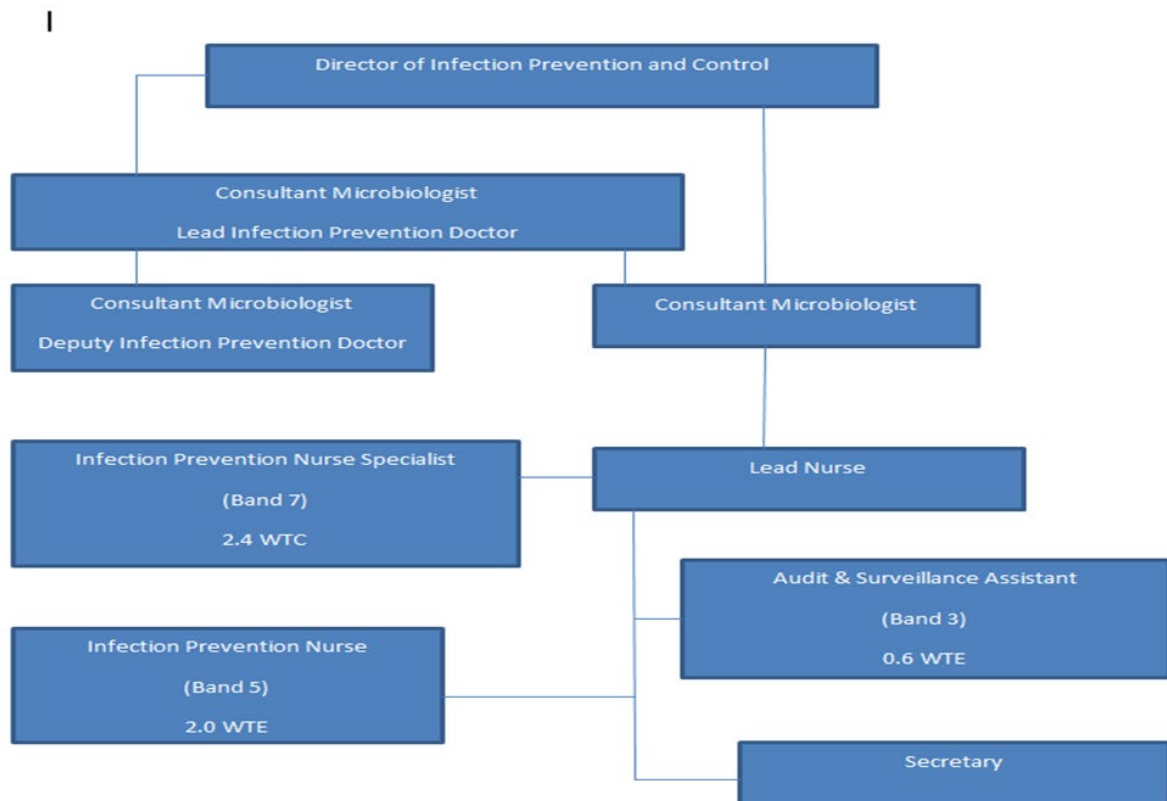 I
Director of Infection Prevention and Control
Consultant Microbiologist
Lead Infection Prevention Doctor
Consultant Microbiologist
Deputy Infection Prevention Doctor
Consultant Microbiologist
Infection Prevention Nurse Specialist
(Band 7)
2.4 WTC
Lead Nurse
Audit & Surveillance Assistant
(Band 3)
0.6 WTE
Infection Prevention Nurse
(Band 5)
2.0 WTE
Secretary